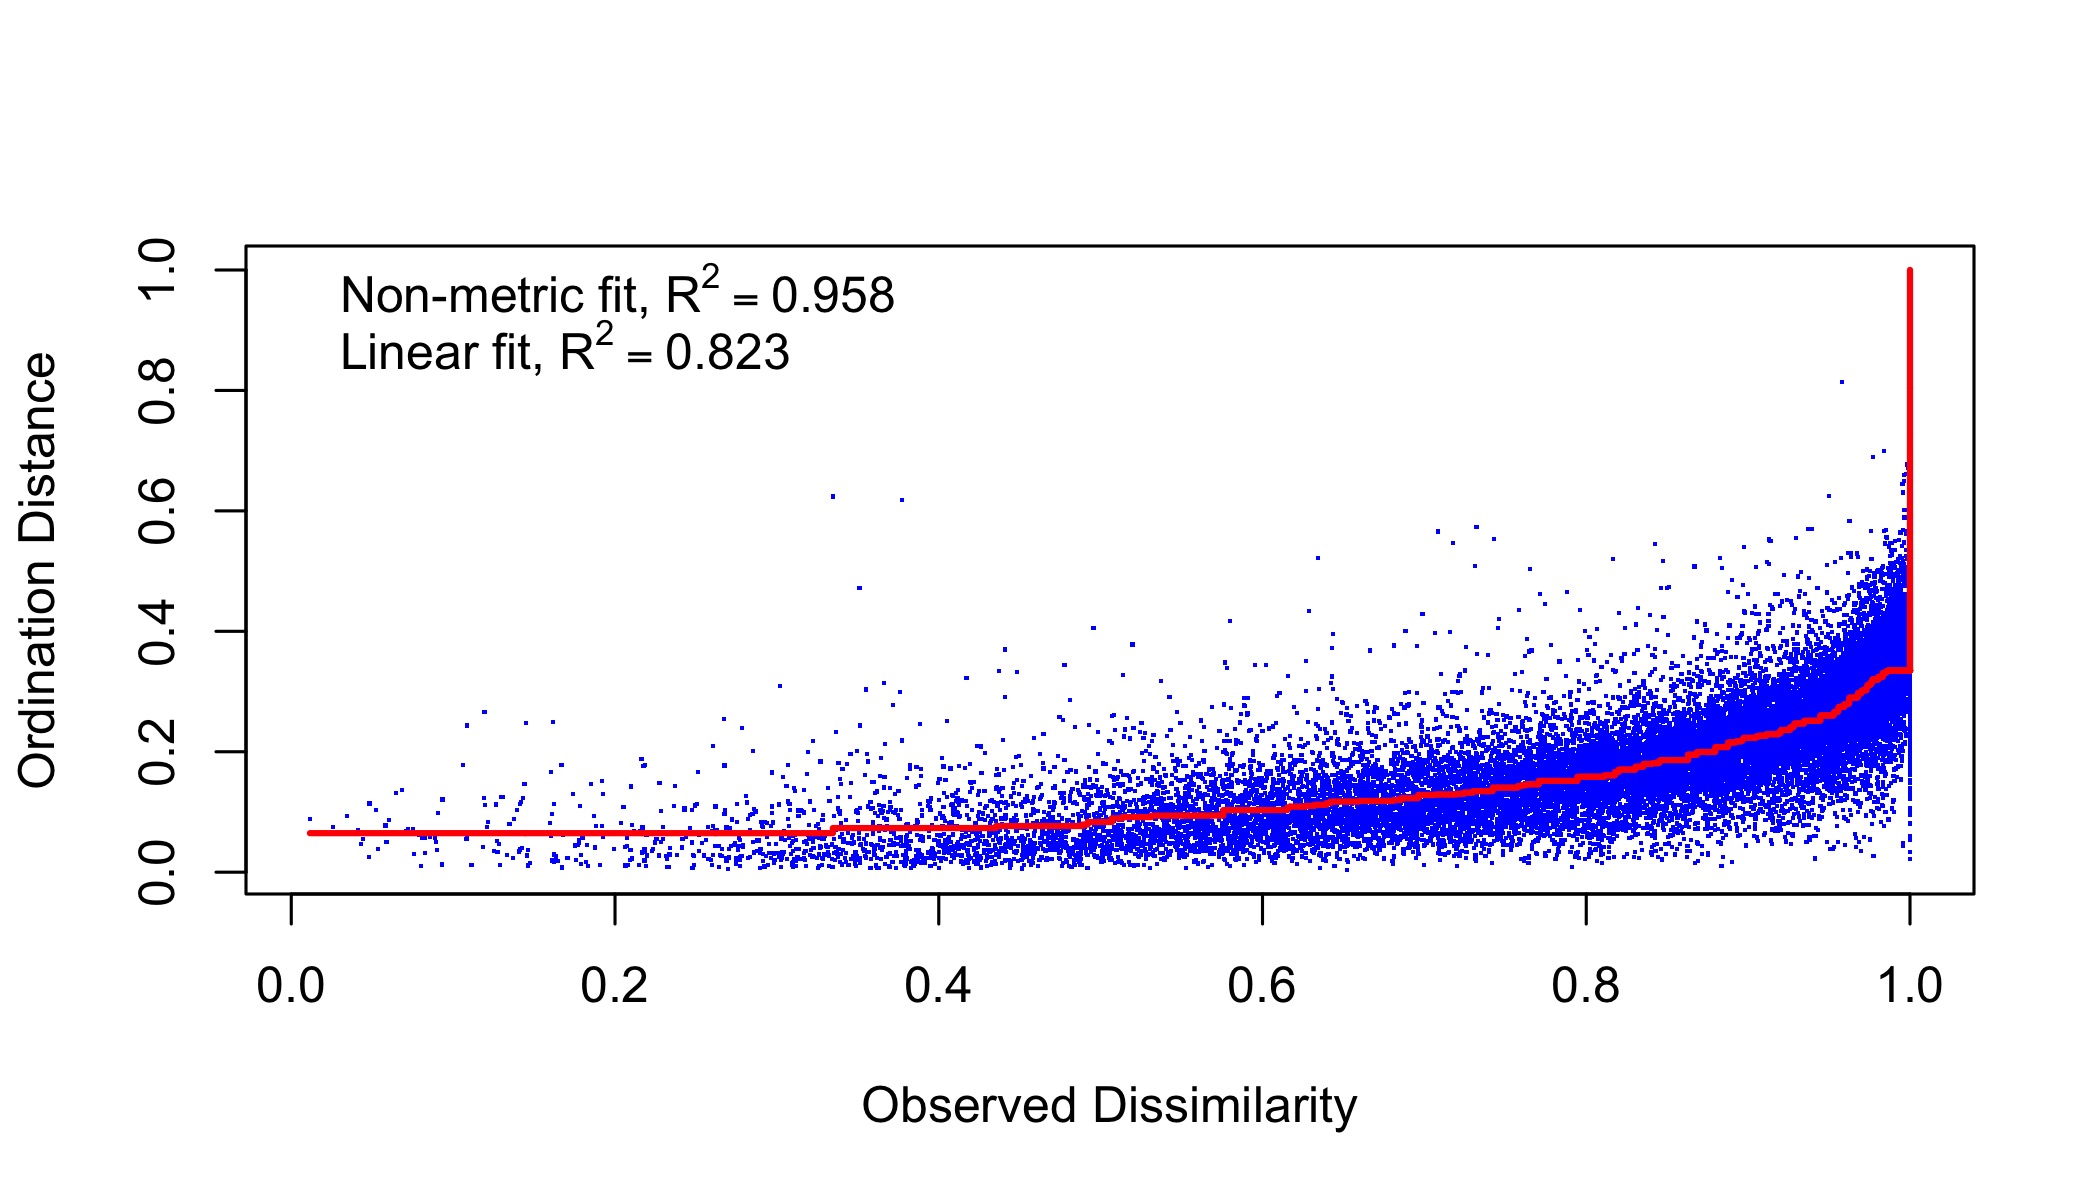 Non-metric fit, R² = 0.958
Linear fit, R² = 0.823
Ordination Distance
1.0
0.8
0.6
0.4
0.2
0.0
0.0 0.2 0.4 0.6 0.8 1.0
Observed Dissimilarity